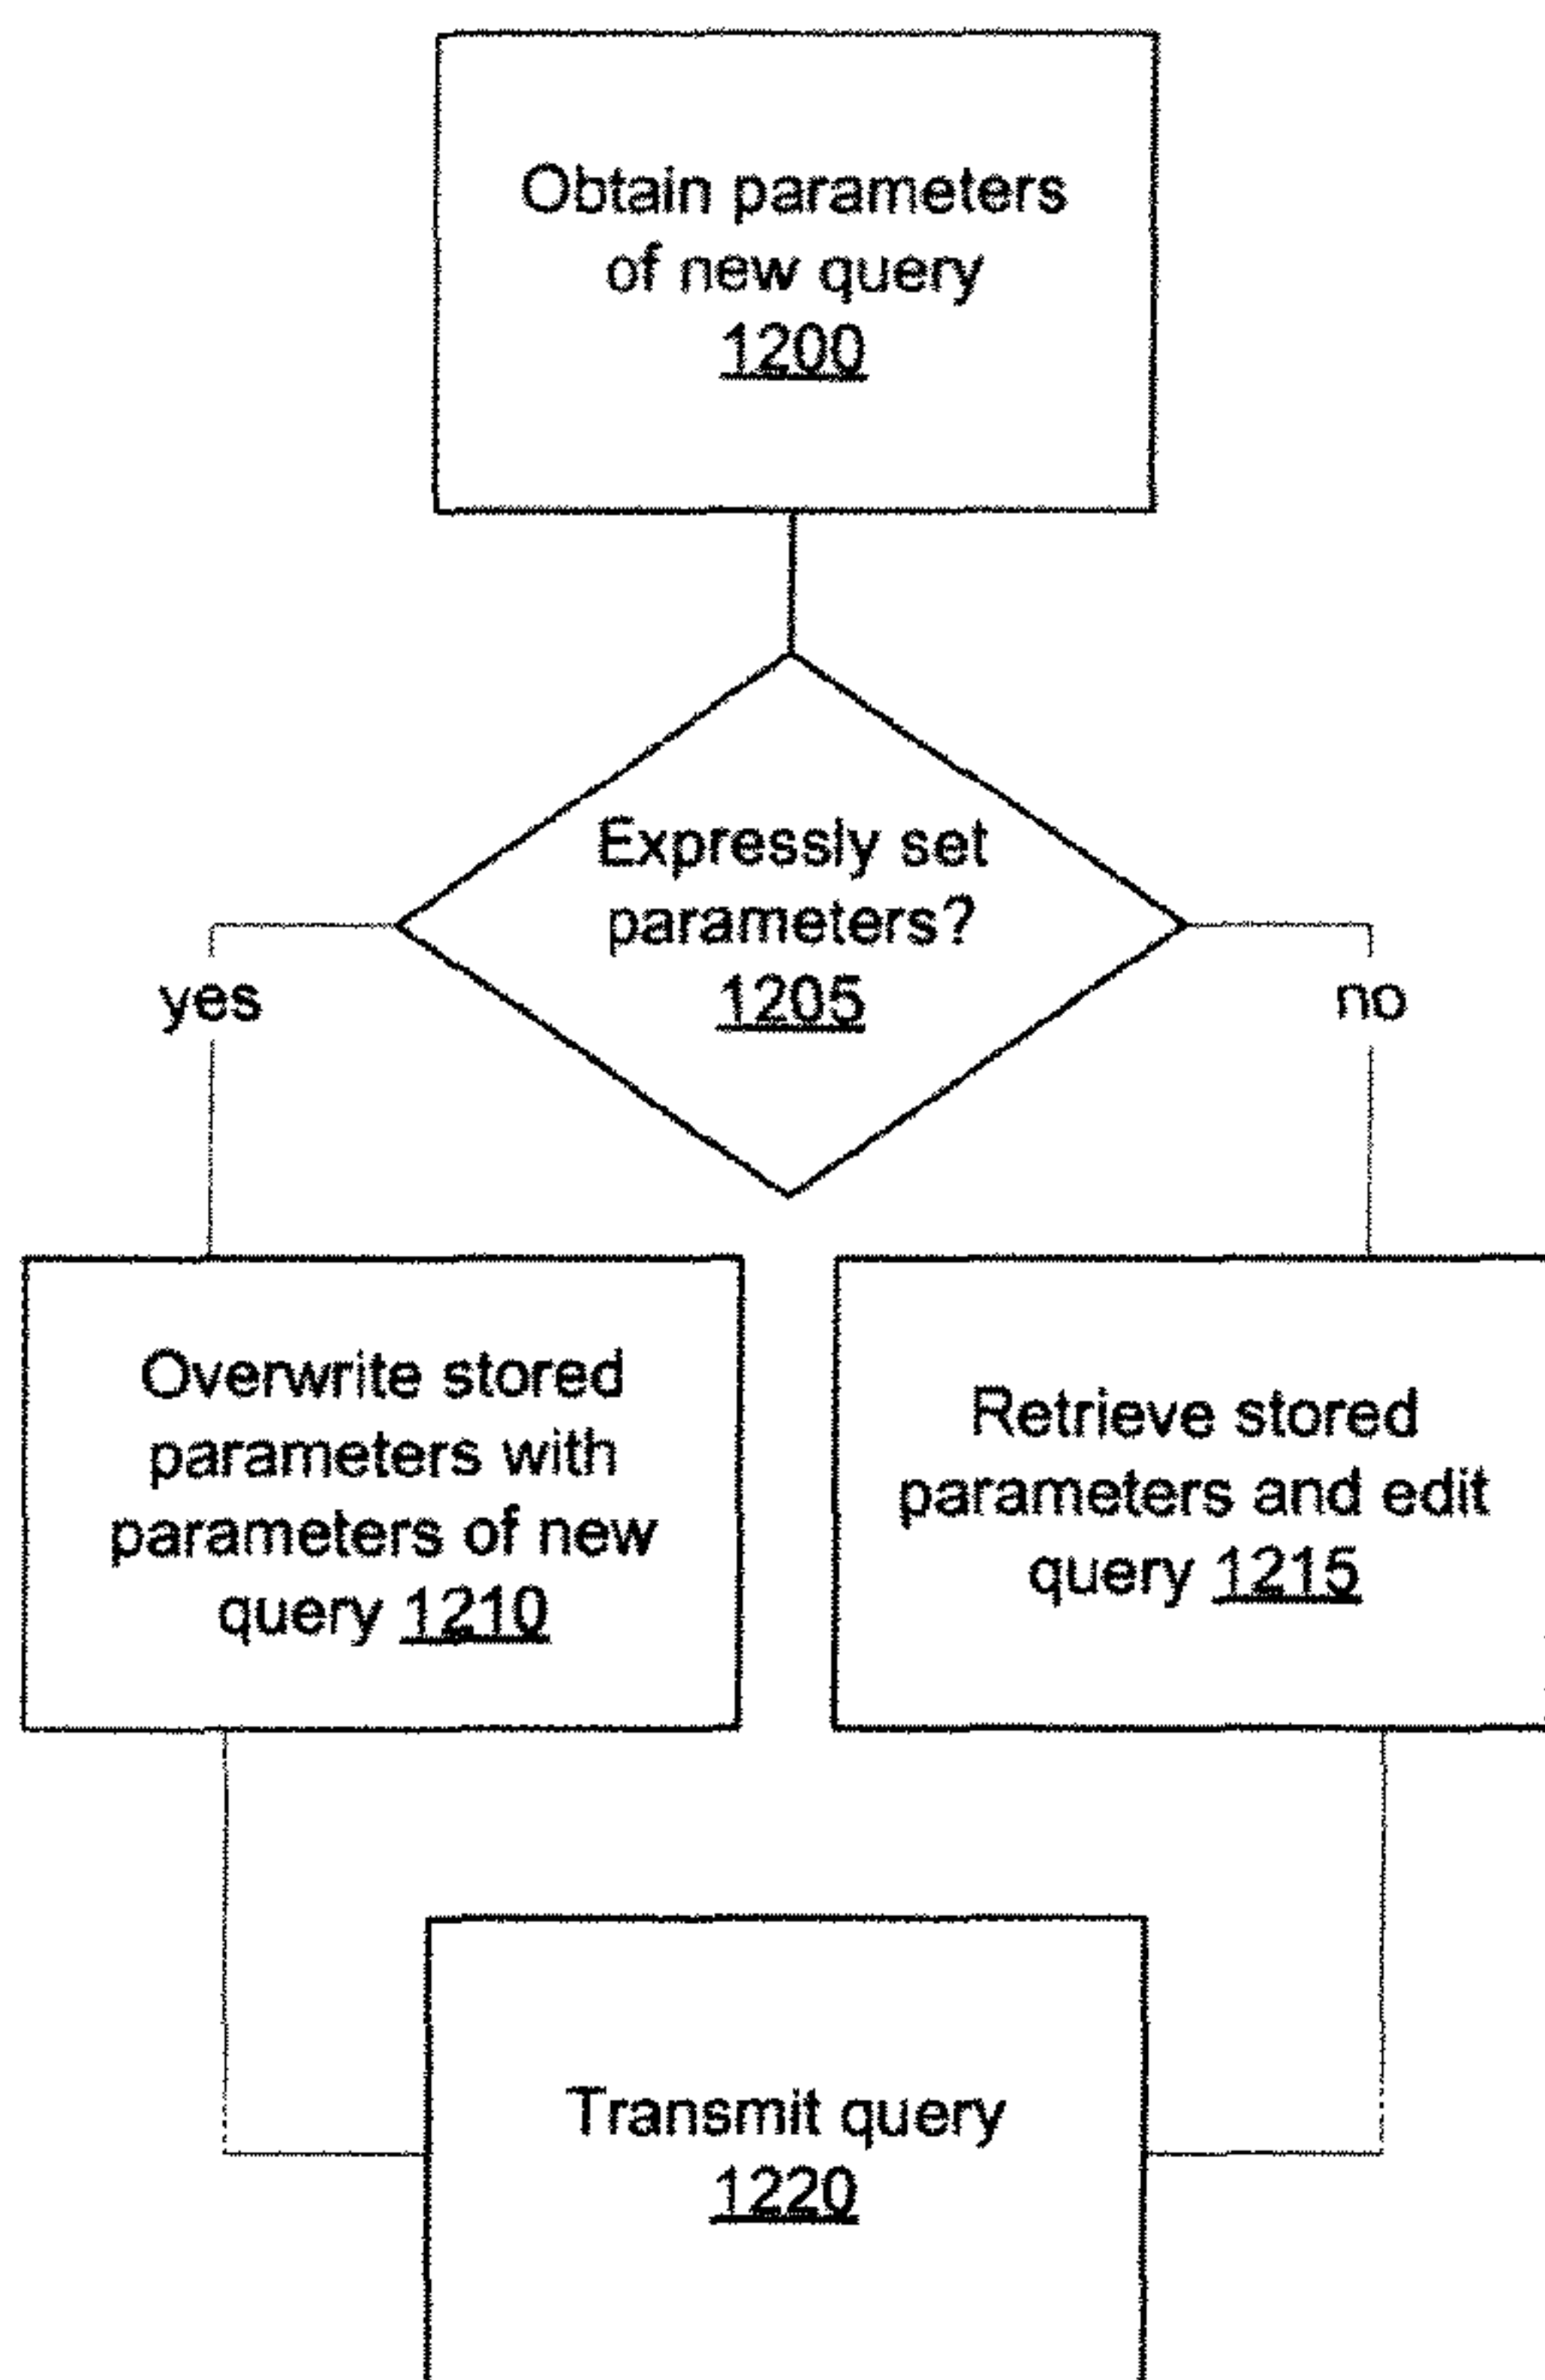 Obtain parameters
of new query
1200
Expressly set
parameters?
1205
yes
no
Overwrite stored
parameters with
parameters of new
query 1210
Retrieve stored
parameters and edit
query 1215
Transmit query
1220